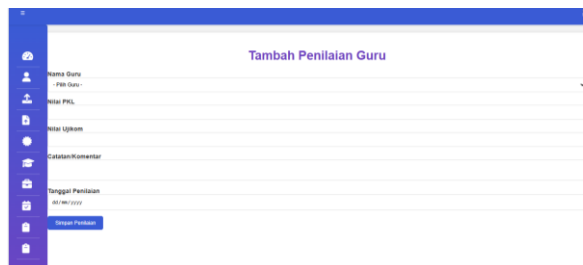 Tambah Penilaian Guru
Nama Guru
- Pilih Guru -
Nilai PKL
Nilai Ujikom
Catatan/Komentar
Tanggal Penilaian
dd/mm/yyyy
Simpan Penilaian